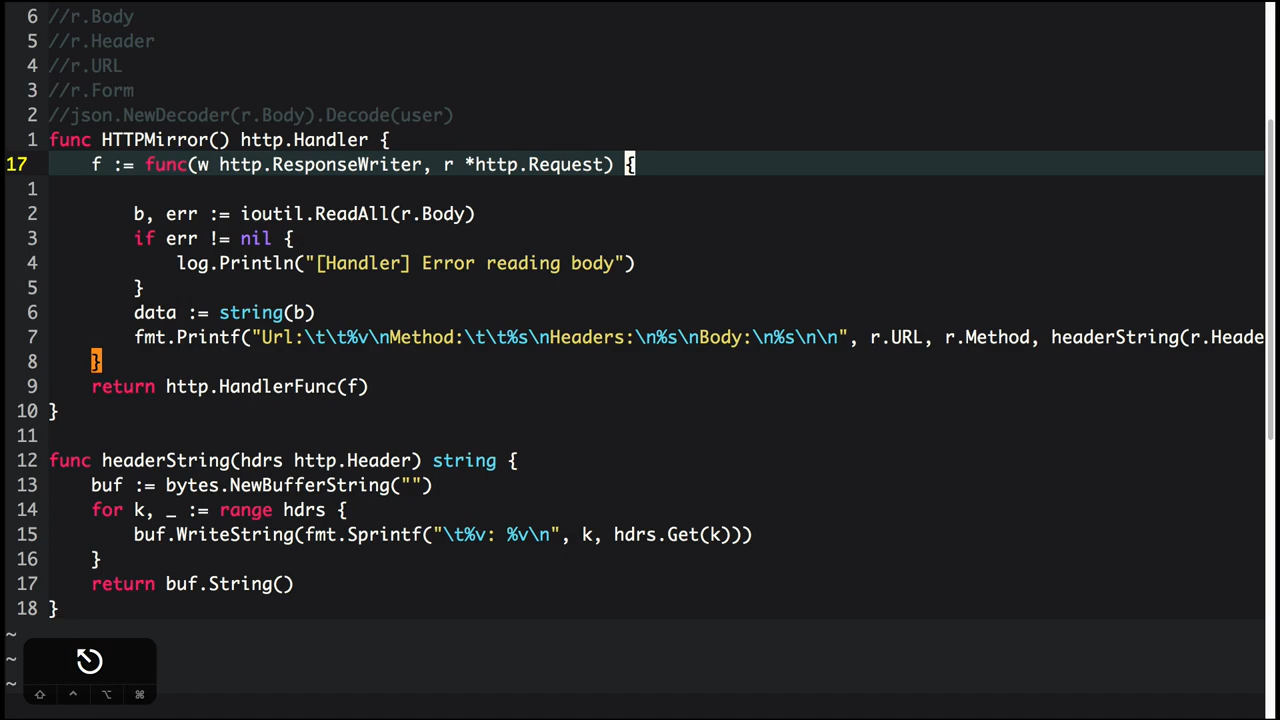 6 //r.Body
5 //r.Header
4 //r.URL
3 //r.Form
2 //json.NewDecoder(r.Body).Decode(user)
1 func HTTPMirror() http.Handler {
17 f := func(w http.ResponseWriter, r *http.Request) {
1
2 b, err := ioutil.ReadAll(r.Body)
3 if err != nil {
4 log.Println("[Handler] Error reading body")
5 }
6 data := string(b)
7 fmt.Printf("Url:\t\t%v\nMethod:\t\t%s\nHeaders:\n%s\nBody:\n%s\n\n", r.URL, r.Method, headerString(r.Heade
8 }
9 return http.HandlerFunc(f)
10 }
11
12 func headerString(hdrs http.Header) string {
13 buf := bytes.NewBufferString("")
14 for k, _ := range hdrs {
15 buf.WriteString(fmt.Sprintf("\t%v: %v\n", k, hdrs.Get(k)))
16 }
17 return buf.String()
18 }
~
~
~